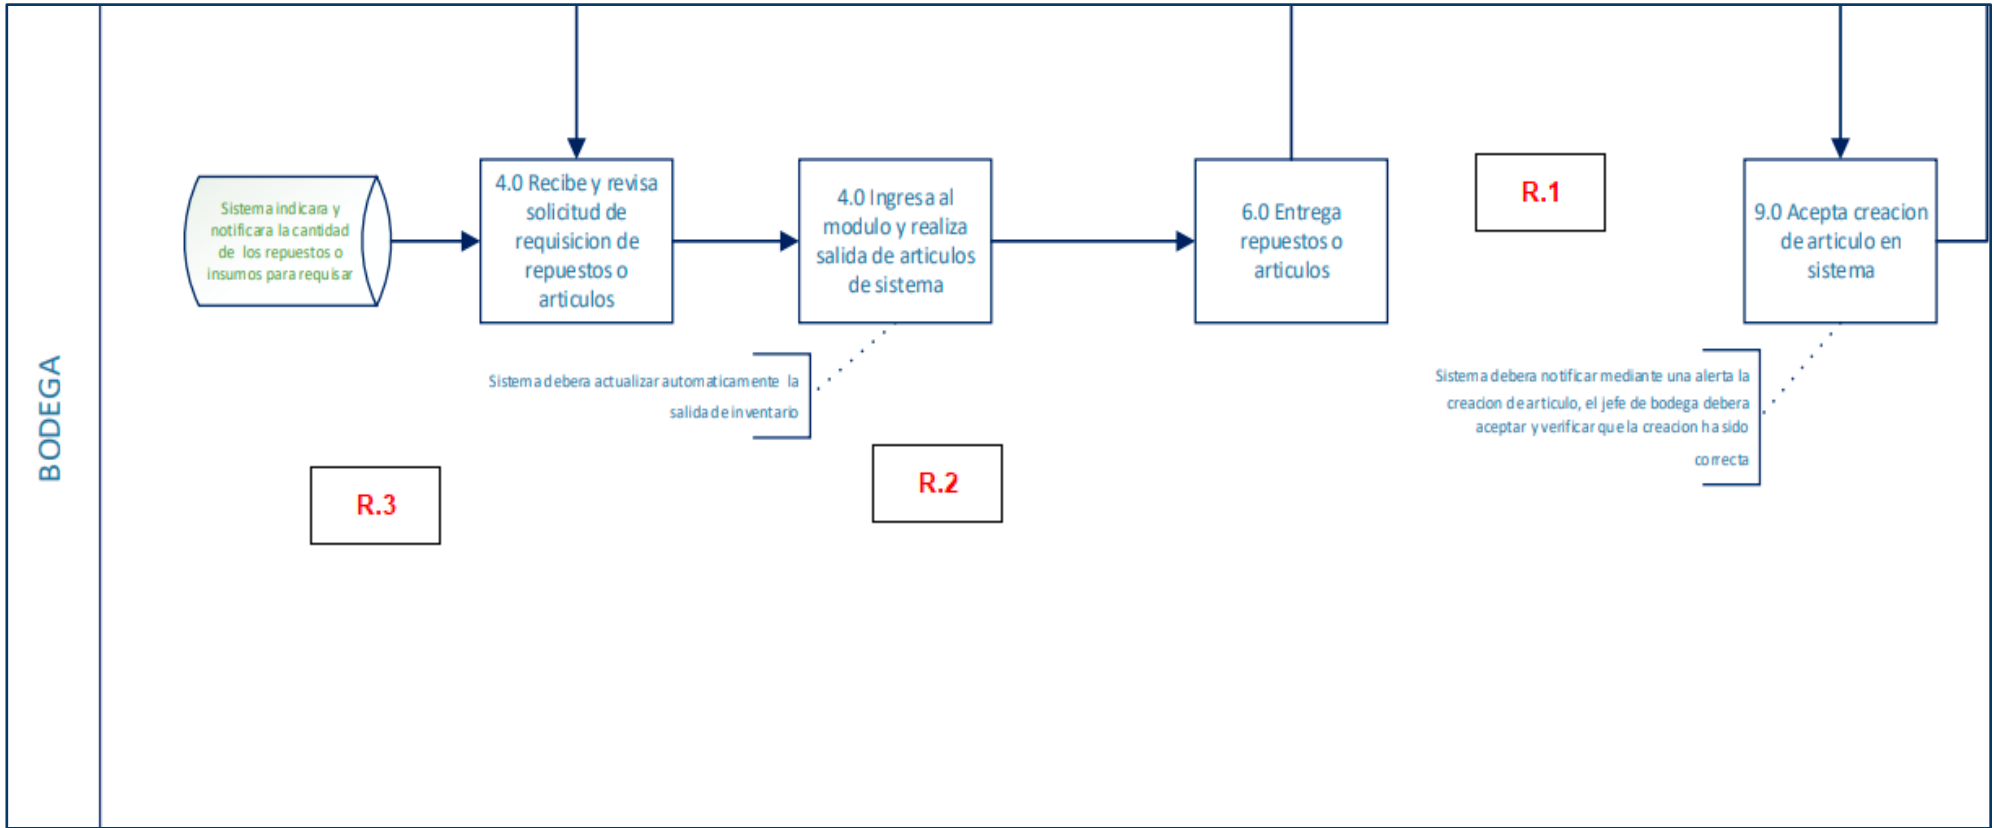 BODEGA
Sistema indicara y
notificara la cantidad
de los repuestos o
insumos para requisar
4.0 Recibe y revisa
solicitud de
requisicion de
repuestos o
articulos
4.0 Ingresa al
modulo y realiza
salida de articulos
de sistema
6.0 Entrega
repuestos o
articulos
R.1
9.0 Acepta creacion
de articulo en
sistema
Sistema debera actualizar automaticamente la
salida de inventario
Sistema debera notificar mediante una alerta la
creacion de articulo, el jefe de bodega debera
aceptar y verificar que la creacion ha sido
correcta
R.3
R.2